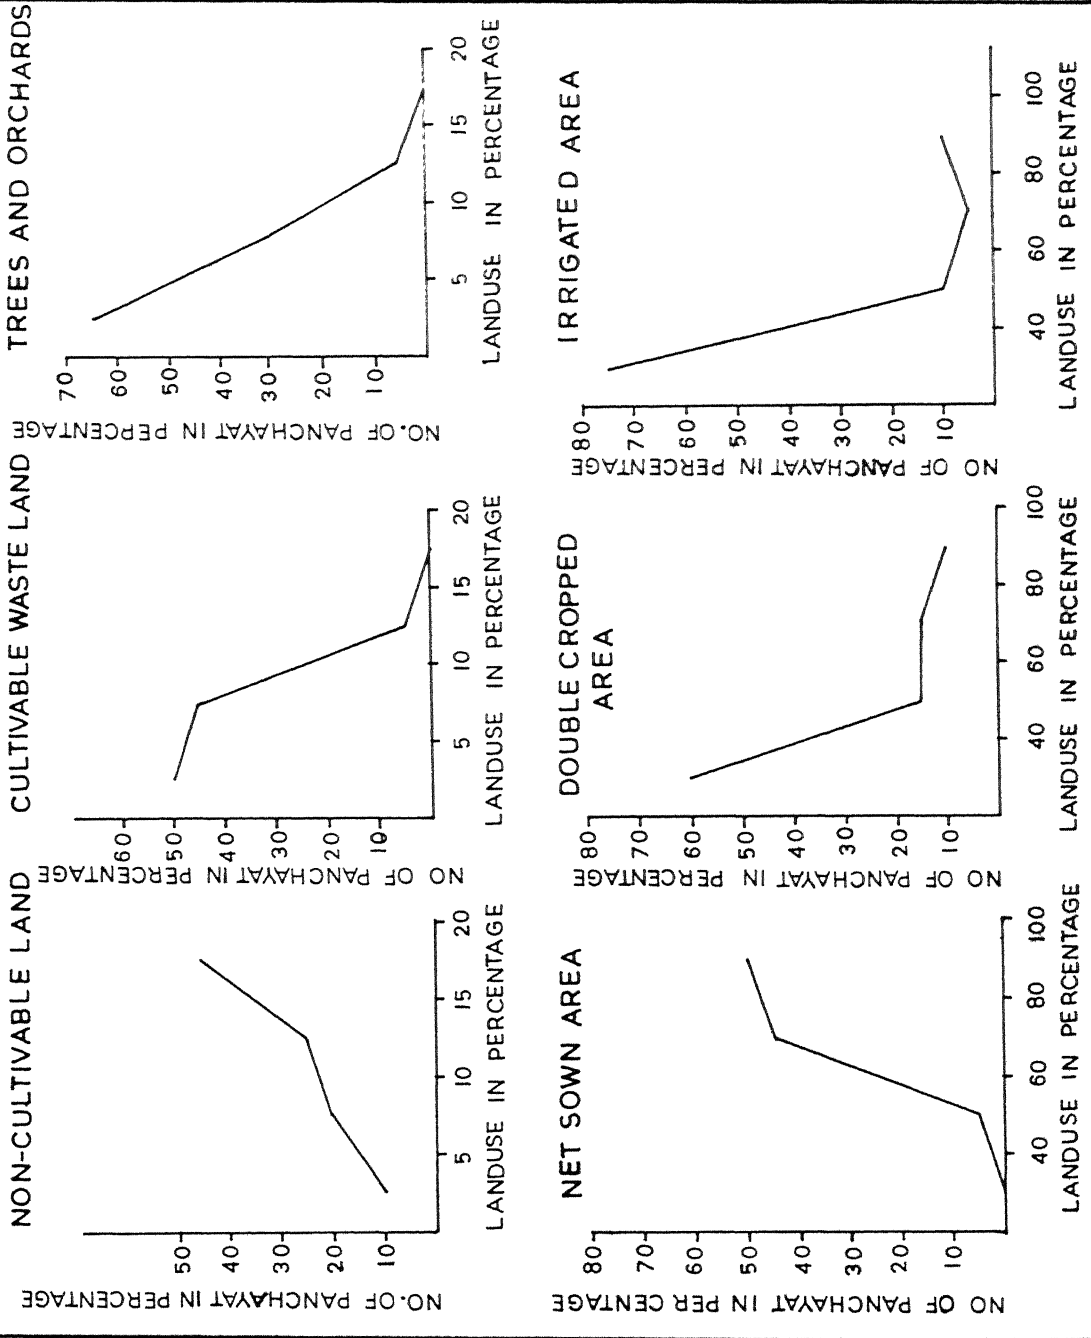 NON-CULTIVABLE LAND
NO. OF PANCHAYAT IN PERCENTAGE
50
40
30
20
10
5 10 15 20
LANDUSE IN PERCENTAGE
CULTIVABLE WASTE LAND
NO OF PANCHAYAT IN PERCENTAGE
60
50
40
30
20
10
5 10 15 20
LANDUSE IN PERCENTAGE
TREES AND ORCHARDS
NO. OF PANCHAYAT IN PERCENTAGE
70
60
50
40
30
20
10
5 10 15 20
LANDUSE IN PERCENTAGE
NET SOWN AREA
NO OF PANCHAYAT IN PER CENTAGE
80
70
60
50
40
30
20
10
40 60 80 100
LANDUSE IN PERCENTAGE
DOUBLE CROPPED
AREA
NO OF PANCHAYAT IN PERCENTAGE
80
70
60
50
40
30
20
10
40 60 80 100
LANDUSE IN PERCENTAGE
IRRIGATED AREA
NO OF PANCHAYAT IN PERCENTAGE
80
70
60
50
40
30
20
10
40 60 80 100
LANDUSE IN PERCENTAGE